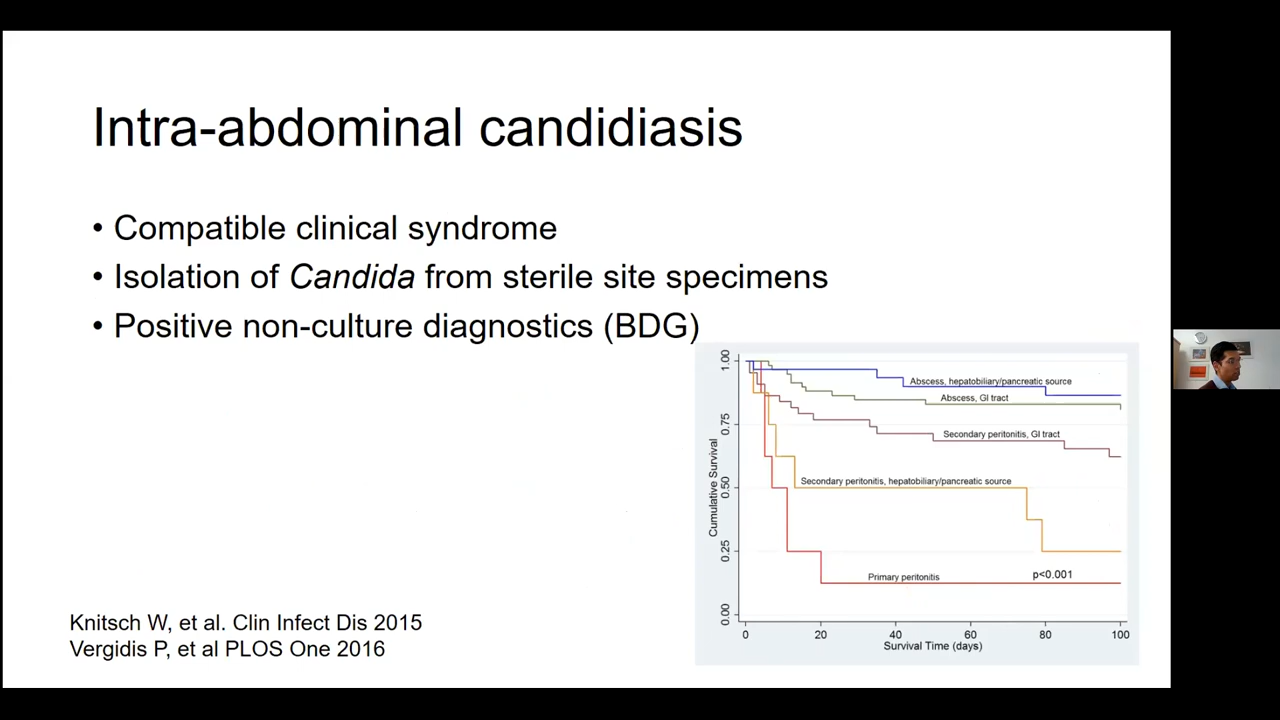 Intra-abdominal candidiasis
• Compatible clinical syndrome
• Isolation of Candida from sterile site specimens
• Positive non-culture diagnostics (BDG)
Cumulative Survival
1.00
0.75
0.50
0.25
0.00
Abscess, hepatobiliary/pancreatic source
Abscess, GI tract
Secondary peritonitis, GI tract
Secondary peritonitis, hepatobiliary/pancreatic source
Primary peritonitis
p<0.001
0 20 40 60 80 100
Survival Time (days)
Knitsch W, et al. Clin Infect Dis 2015
Vergidis P, et al PLOS One 2016